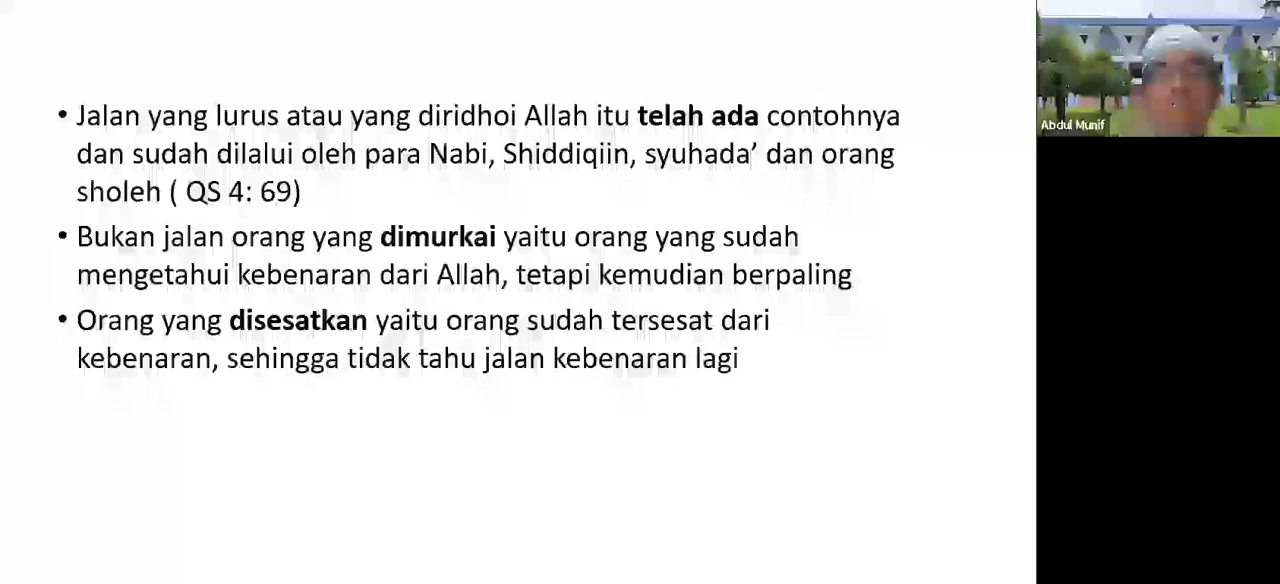 • Jalan yang lurus atau yang diridhoi Allah itu telah ada contohnya
dan sudah dilalui oleh para Nabi, Shiddiqiin, syuhada’ dan orang
sholeh ( QS 4: 69)
• Bukan jalan orang yang dimurkai yaitu orang yang sudah
mengetahui kebenaran dari Allah, tetapi kemudian berpaling
• Orang yang disesatkan yaitu orang sudah tersesat dari
kebenaran, sehingga tidak tahu jalan kebenaran lagi
Abdul Munif